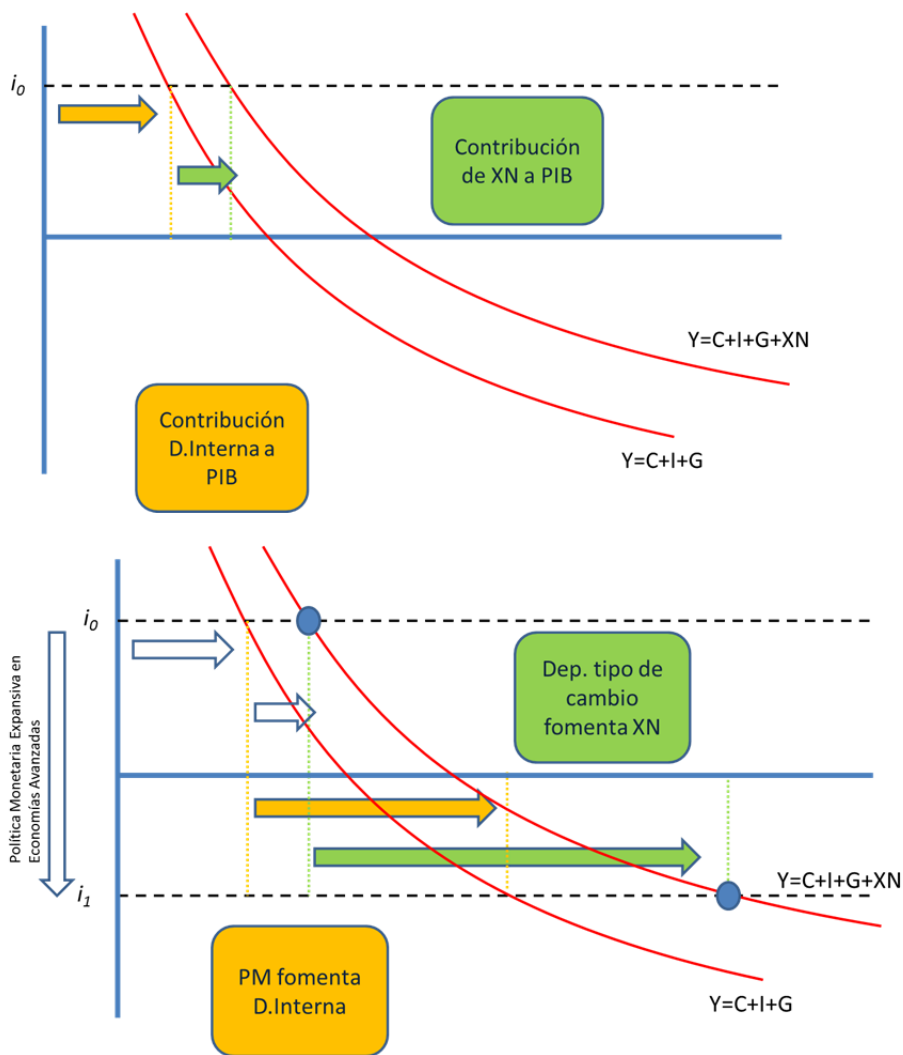 i0
Contribución
de XN a PIB
Y=C+I+G+XN
Contribución
D.Interna a
PIB
Y=C+I+G
i0
Dep. tipo de
cambio
fomenta XN
Política Monetaria Expansiva en
Economías Avanzadas
i1
Y=C+I+G+XN
PM fomenta
D.Interna
Y=C+I+G